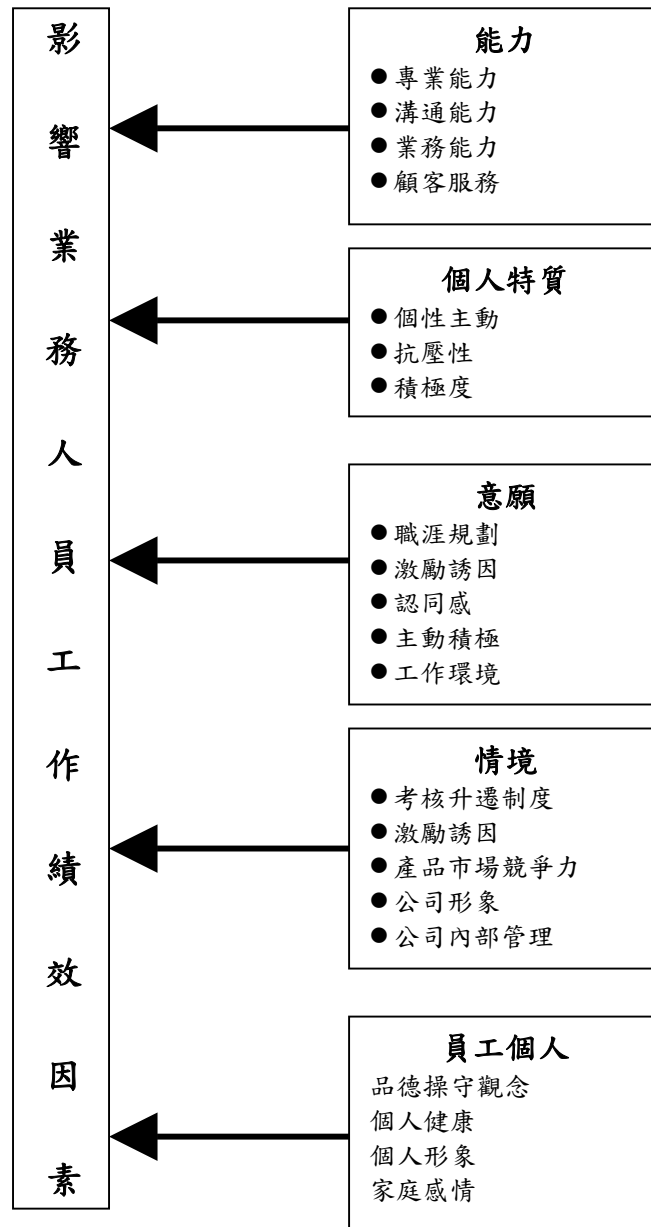 影響業務人員工作績效因素
能力
●專業能力
●溝通能力
●業務能力
●顧客服務
個人特質
●個性主動
●抗壓性
●積極度
意願
●職涯規劃
●激勵誘因
●認同感
●主動積極
●工作環境
情境
●考核升遷制度
●激勵誘因
●產品市場競爭力
●公司形象
●公司內部管理
員工個人
品德操守觀念
個人健康
個人形象
家庭感情